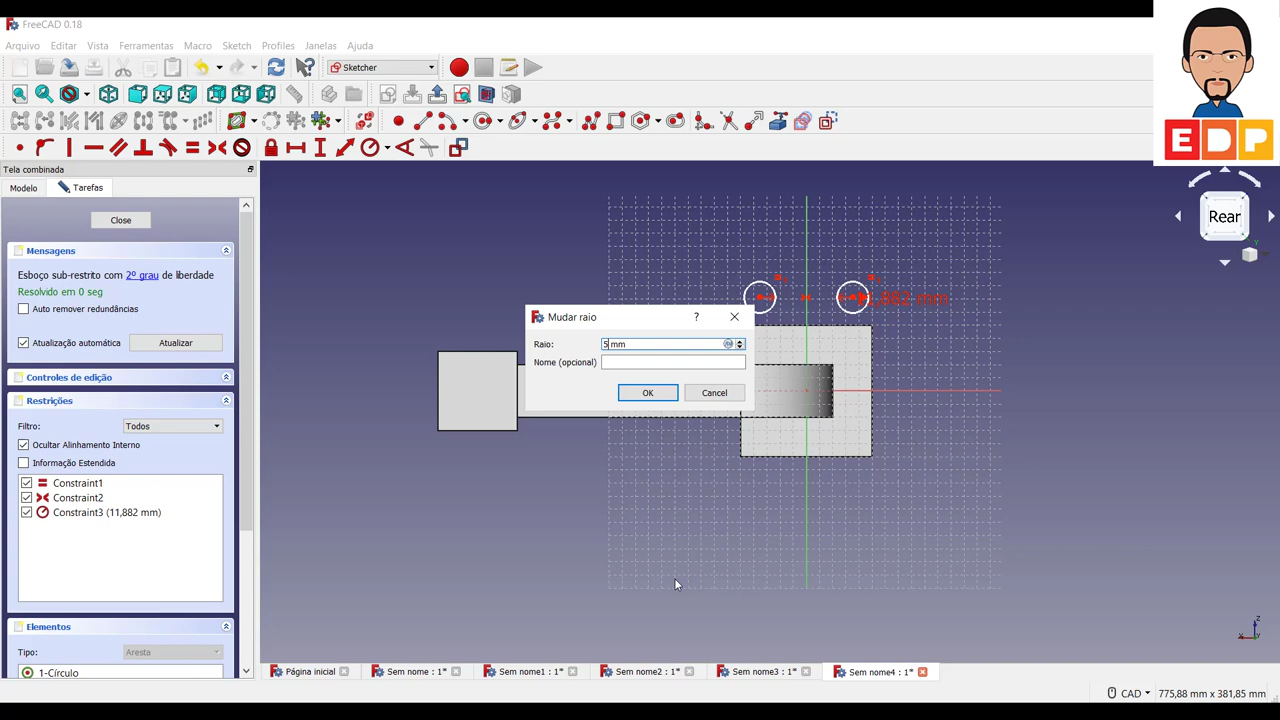 FreeCAD 0.18
Arquivo Editar Vista Ferramentas Macro Sketch Profiles Janelas Ajuda
Sketcher
EDP
Tela combinada
Modelo Tarefas
Close
Mensagens
Esboço sub-restrito com 2º grau de liberdade
Resolvido em 0 seg
Auto remover redundâncias
Atualização automática Atualizar
Controles de edição
Restrições
Filtro: Todos
Ocultar Alinhamento Interno
Informação Estendida
Constraint1
Constraint2
Constraint3 (11,882 mm)
Elementos
Tipo: Aresta
1-Círculo
Rear
,882 mm
Mudar raio
Raio: 5 mm
Nome (opcional)
OK Cancel
Página inicial Sem nome : 1* Sem nome1 : 1* Sem nome2 : 1* Sem nome3 : 1* Sem nome4 : 1*
CAD 775,88 mm x 381,85 mm